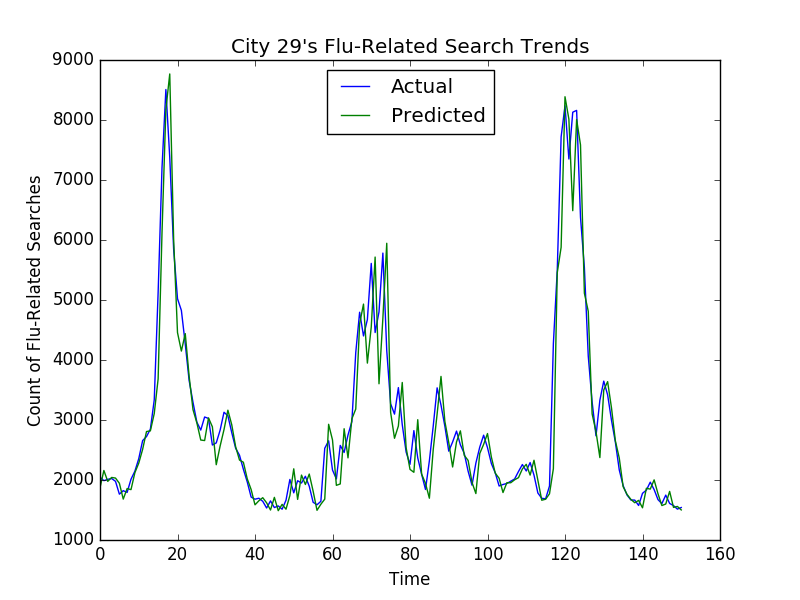 City 29's Flu-Related Search Trends
Actual
Predicted
Count of Flu-Related Searches
9000
8000
7000
6000
5000
4000
3000
2000
1000
0 20 40 60 80 100 120 140 160
Time